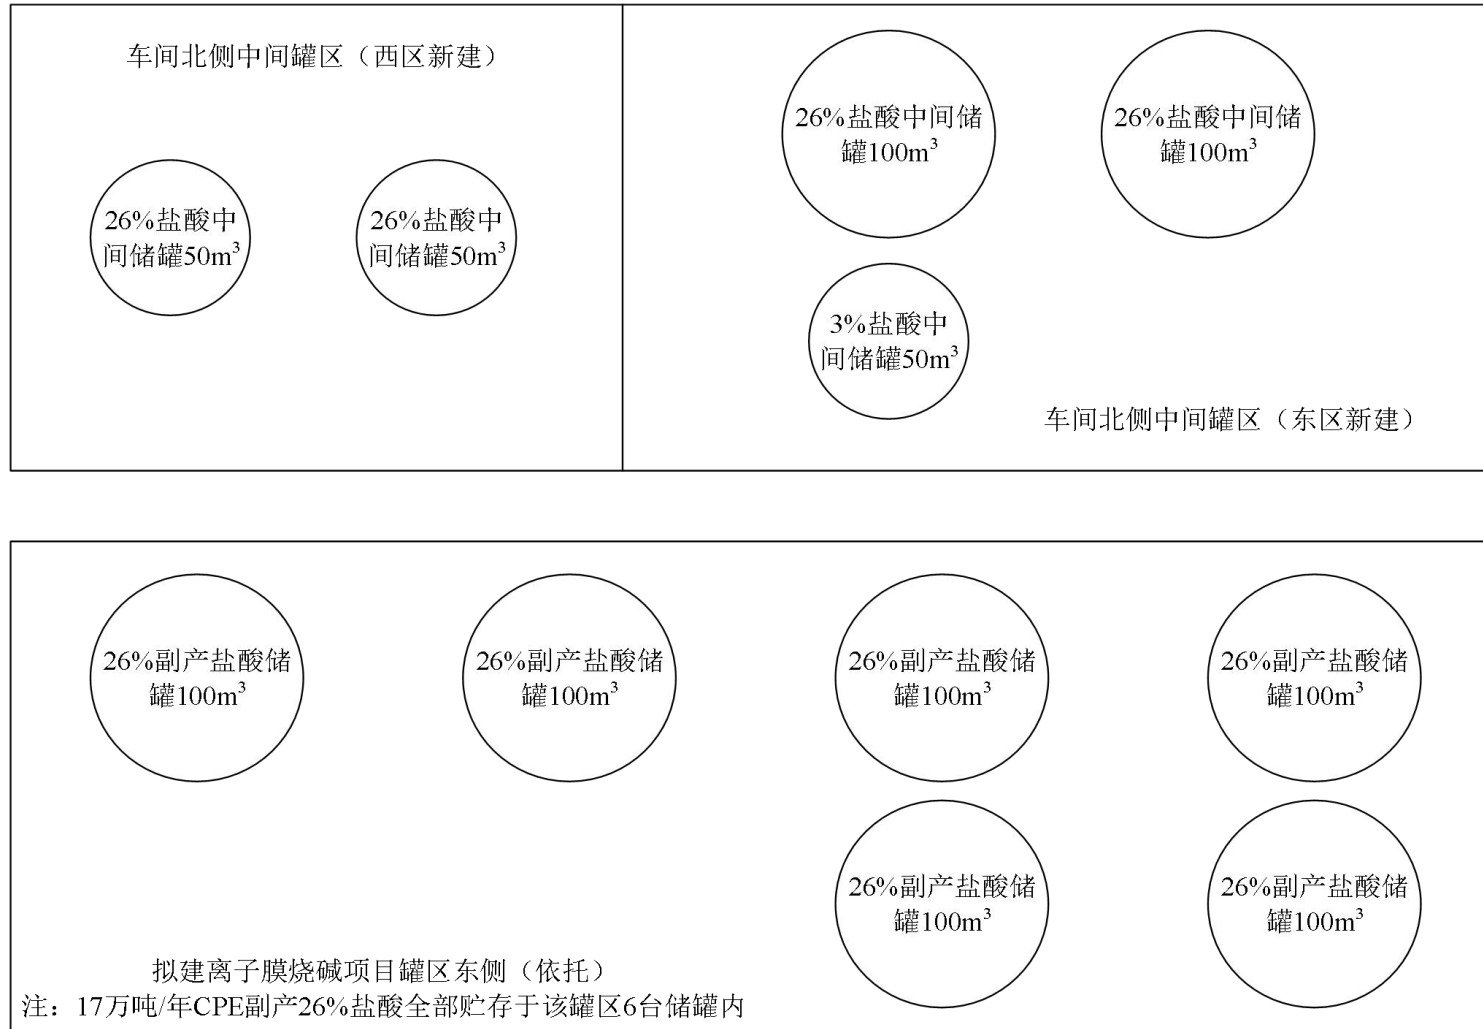 车间北侧中间罐区（西区新建）
26%盐酸中
间储罐50m³
26%盐酸中
间储罐50m³
26%盐酸中间储
罐100m³
26%盐酸中间储
罐100m³
3%盐酸中
间储罐50m³
车间北侧中间罐区（东区新建）
26%副产盐酸储
罐100m³
26%副产盐酸储
罐100m³
26%副产盐酸储
罐100m³
26%副产盐酸储
罐100m³
26%副产盐酸储
罐100m³
26%副产盐酸储
罐100m³
拟建离子膜烧碱项目罐区东侧（依托）
注：17万吨/年CPE副产26%盐酸全部贮存于该罐区6台储罐内